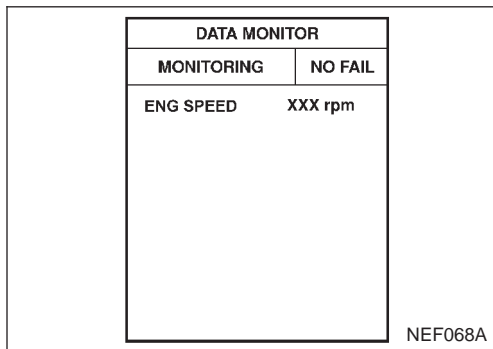 DATA MONITOR
MONITORING NO FAIL
ENG SPEED XXX rpm
NEF068A